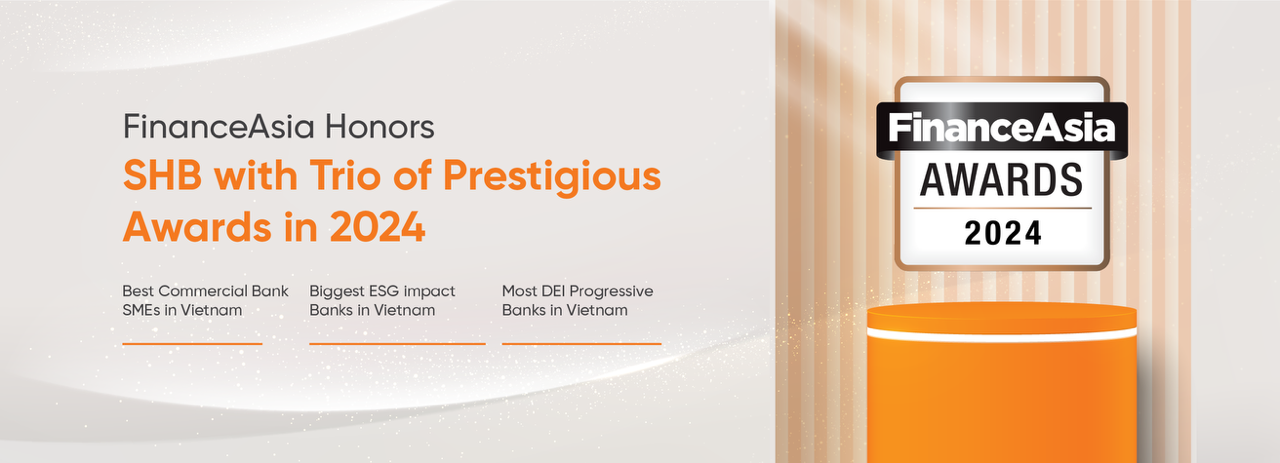 FinanceAsia Honors
SHB with Trio of Prestigious
Awards in 2024
Best Commercial Bank
SMEs in Vietnam
Biggest ESG impact
Banks in Vietnam
Most DEI Progressive
Banks in Vietnam
FinanceAsia
AWARDS
2024